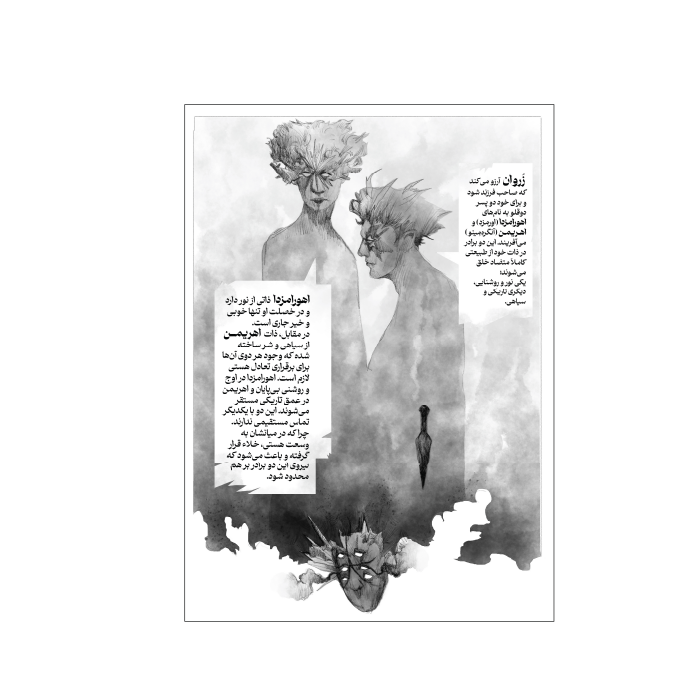 زُروان آرزو می‌کند
که صاحب فرزند شود
و برای خود دو پسر
دوقلو به نام‌های
اهورامزدا (اورمزد) و
اهریمن (انگره‌مینو)
می‌آفریند. این دو برادر
در ذات خود از طبیعتی
کاملاً متضاد خلق
می‌شوند؛
یکی نور و روشنایی،
دیگری تاریکی و
سیاهی.
اهورامزدا ذاتی از نور دارد
و در خصلت او تنها خوبی
و خیر جاری است.
در مقابل، ذات اهریمن
از سیاهی و شر ساخته
شده که وجود هر دوی آن‌ها
برای برقراری تعادل هستی
لازم است. اهورامزدا در اوج
و روشنی بی‌پایان و اهریمن
در عمق تاریکی مستقر
می‌شوند. این دو با یکدیگر
تماس مستقیمی ندارند.
چرا که در میانشان به
وسعت هستی، خلاء قرار
گرفته و باعث می‌شود که
نیروی این دو برادر بر هم
محدود شود.